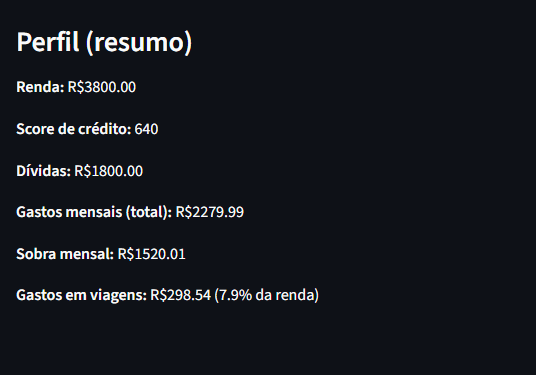 Perfil (resumo)
Renda: R$3800.00
Score de crédito: 640
Dívidas: R$1800.00
Gastos mensais (total): R$2279.99
Sobra mensal: R$1520.01
Gastos em viagens: R$298.54 (7.9% da renda)